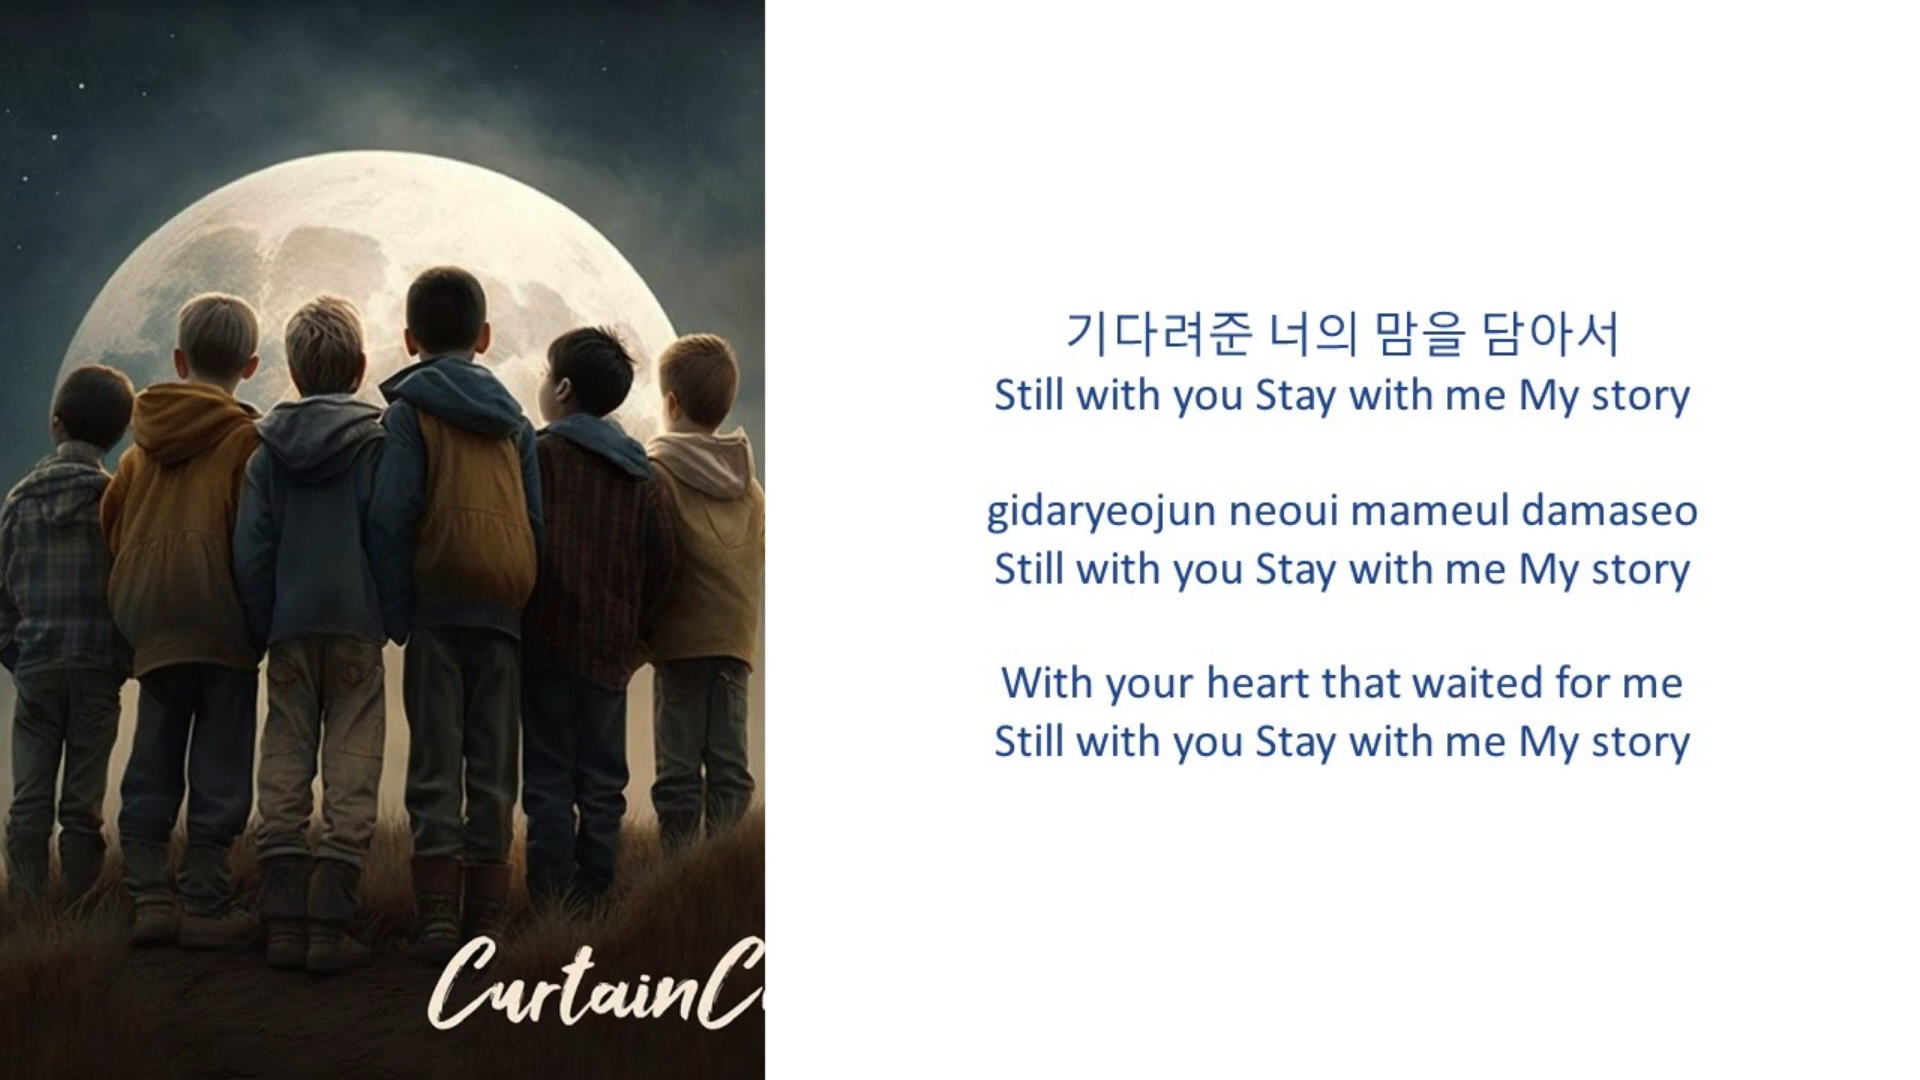 기다려준 너의 맘을 담아서
Still with you Stay with me My story
gidaryeojun neoui mameul damaseo
Still with you Stay with me My story
With your heart that waited for me
Still with you Stay with me My story
CurtainC